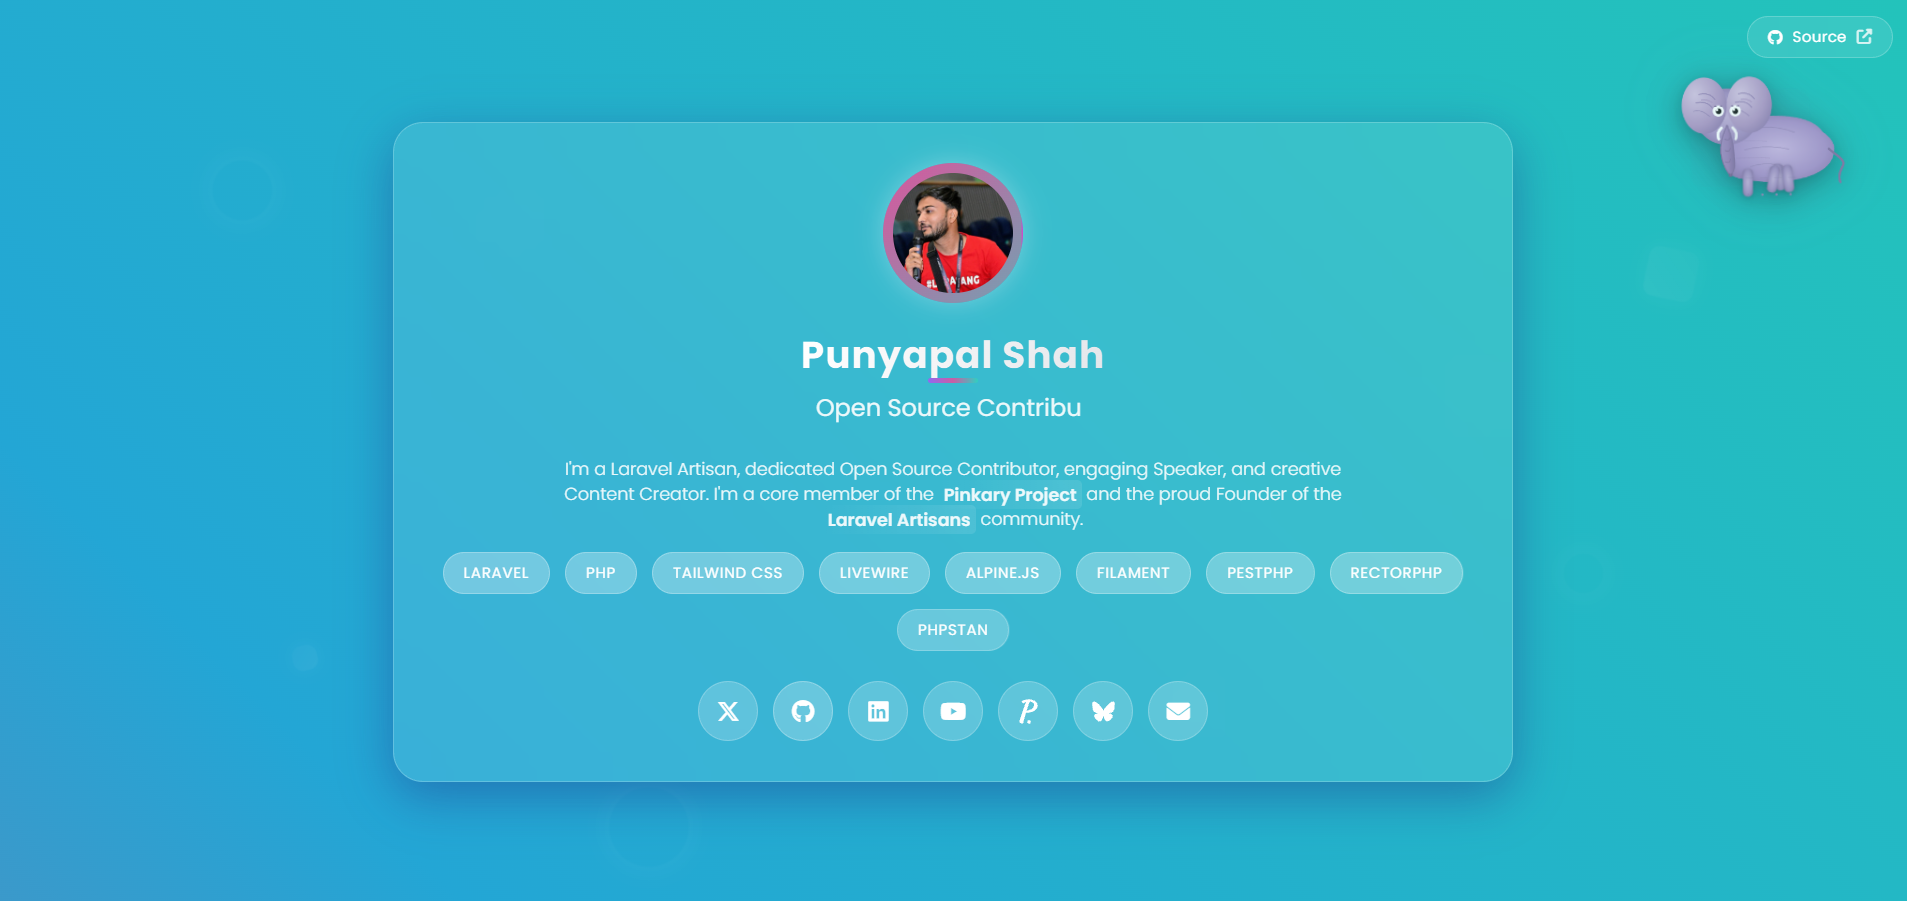 Source
Punyapal Shah
Open Source Contribu
I'm a Laravel Artisan, dedicated Open Source Contributor, engaging Speaker, and creative
Content Creator. I'm a core member of the Pinkary Project and the proud Founder of the
Laravel Artisans community.
LARAVEL
PHP
TAILWIND CSS
LIVEWIRE
ALPINE.JS
FILAMENT
PESTPHP
RECTORPHP
PHPSTAN